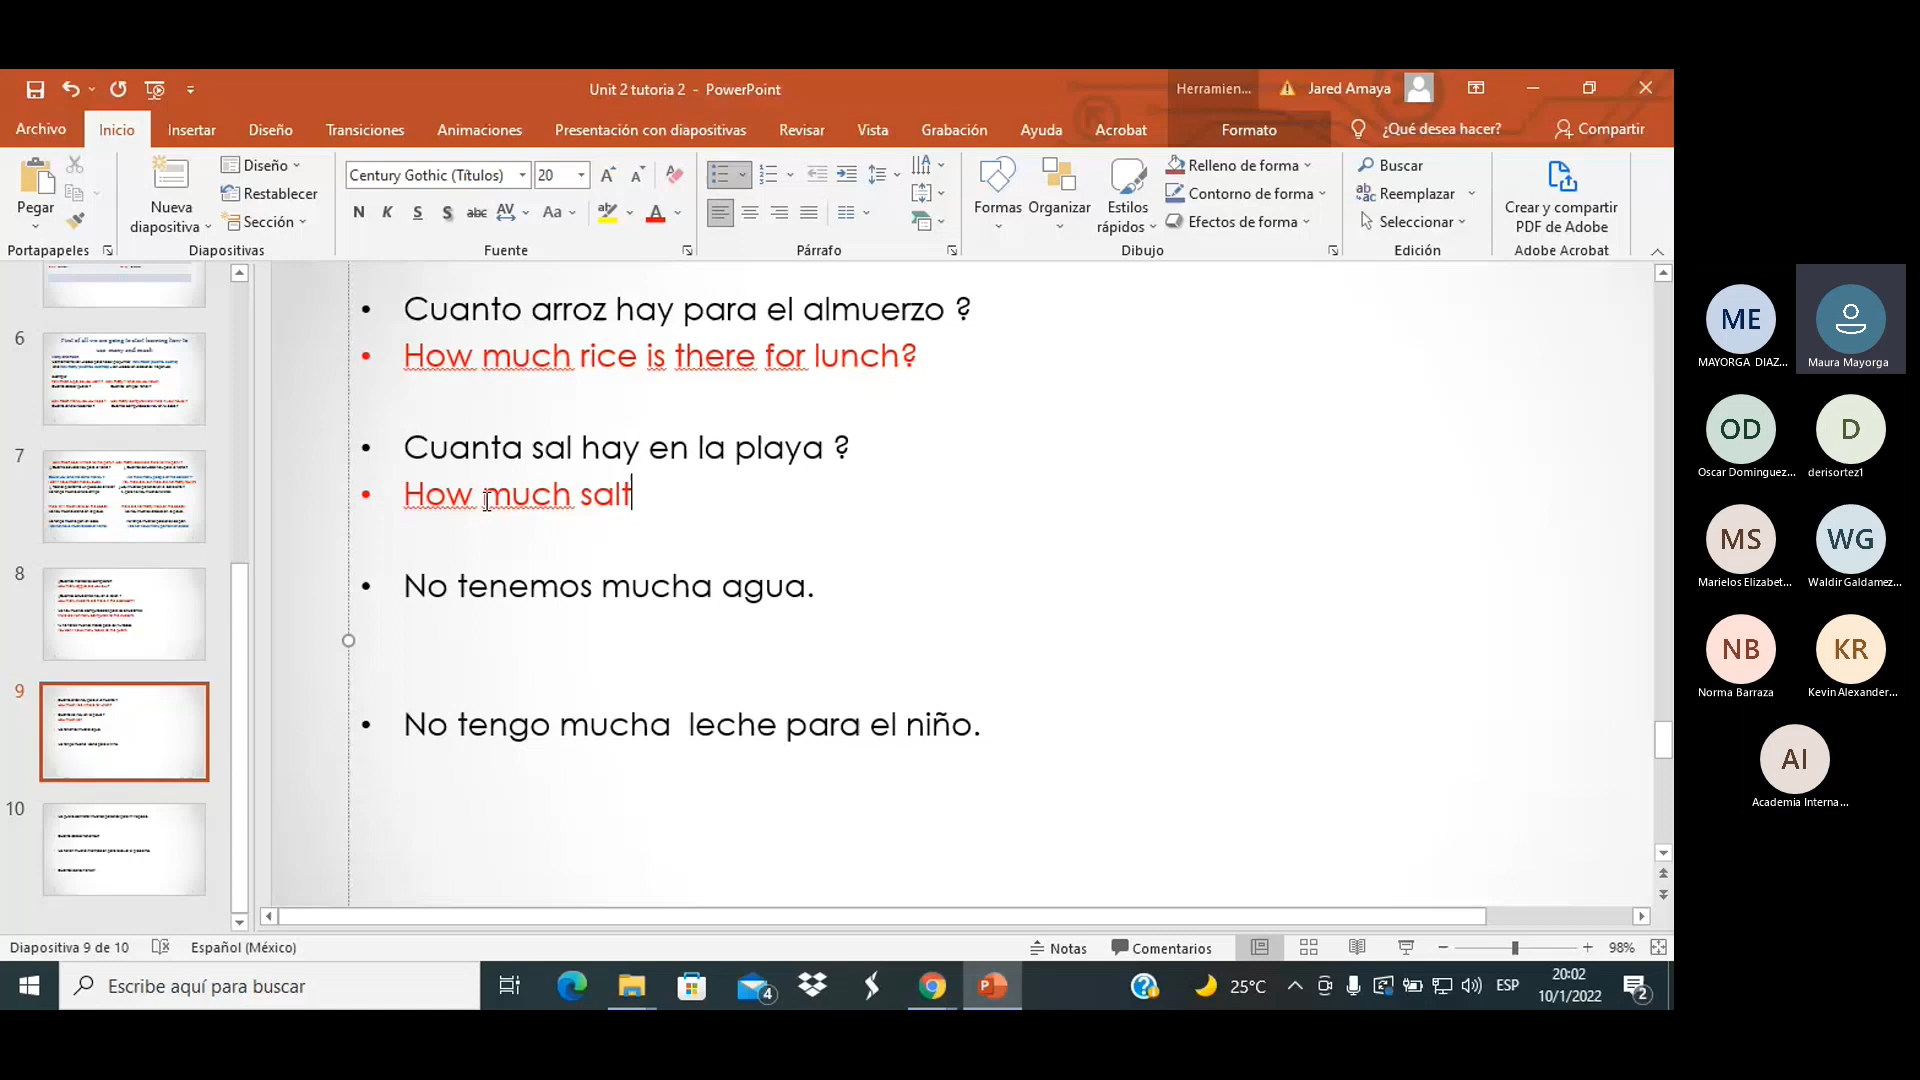 Unit 2 tutoria 2 - PowerPoint
Herramien...
Jared Amaya
Archivo
Inicio
Insertar
Diseño
Transiciones
Animaciones
Presentación con diapositivas
Revisar
Vista
Grabación
Ayuda
Acrobat
Formato
¿Qué desea hacer?
Compartir
Pegar
Nueva diapositiva
Diseño
Restablecer
Sección
Century Gothic (Títulos)
20
N K S S abc AV Aa A
Formas
Organizar
Estilos rápidos
Relleno de forma
Contorno de forma
Efectos de forma
Buscar
Reemplazar
Seleccionar
Crear y compartir PDF de Adobe
Portapapeles
Diapositivas
Fuente
Párrafo
Dibujo
Edición
Adobe Acrobat
6
7
8
9
10
• Cuanto arroz hay para el almuerzo ?
• How much rice is there for lunch?
• Cuanta sal hay en la playa ?
• How much salt
• No tenemos mucha agua.
• No tengo mucha leche para el niño.
ME
MAYORGA DIAZ...
Maura Mayorga
OD
Oscar Dominguez...
D
derisortez1
MS
Marielos Elizabet...
WG
Waldir Galdamez...
NB
Norma Barraza
KR
Kevin Alexander...
AI
Academia Interna...
Diapositiva 9 de 10
Español (México)
Notas
Comentarios
98%
Escribe aquí para buscar
4
25°C
ESP
20:02
10/1/2022
2